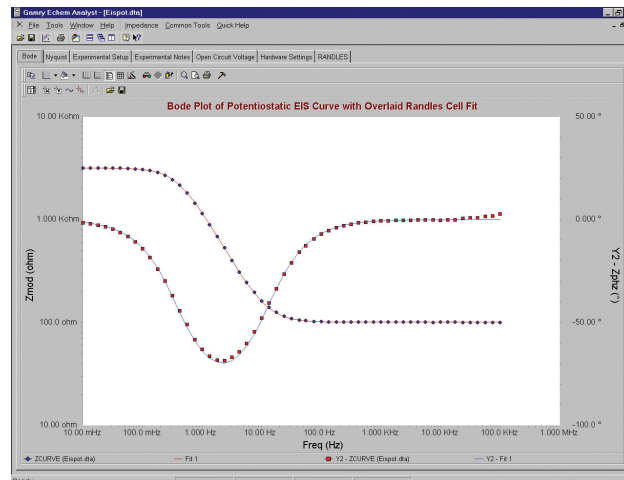 Gamry Echem Analyst - [Eispot.dta]
File Tools Window Help Impedance Common Tools Quick Help
Bode Nyquist Experimental Setup Experimental Notes Open Circuit Voltage Hardware Settings RANDLES
Bode Plot of Potentiostatic EIS Curve with Overlaid Randles Cell Fit
10.00 Kohm
1.000 Kohm
100.0 ohm
10.00 ohm
Zmod (ohm)
50.00 °
0.000 °
-50.00 °
-100.0 °
Y2 - Zphz (°)
10.00 mHz 100.0 mHz 1.000 Hz 10.00 Hz 100.0 Hz 1.000 KHz 10.00 KHz 100.0 KHz 1.000 MHz
Freq (Hz)
ZCURVE (Eispot.dta) Fit 1 Y2 - ZCURVE (Eispot.dta) Y2 - Fit 1